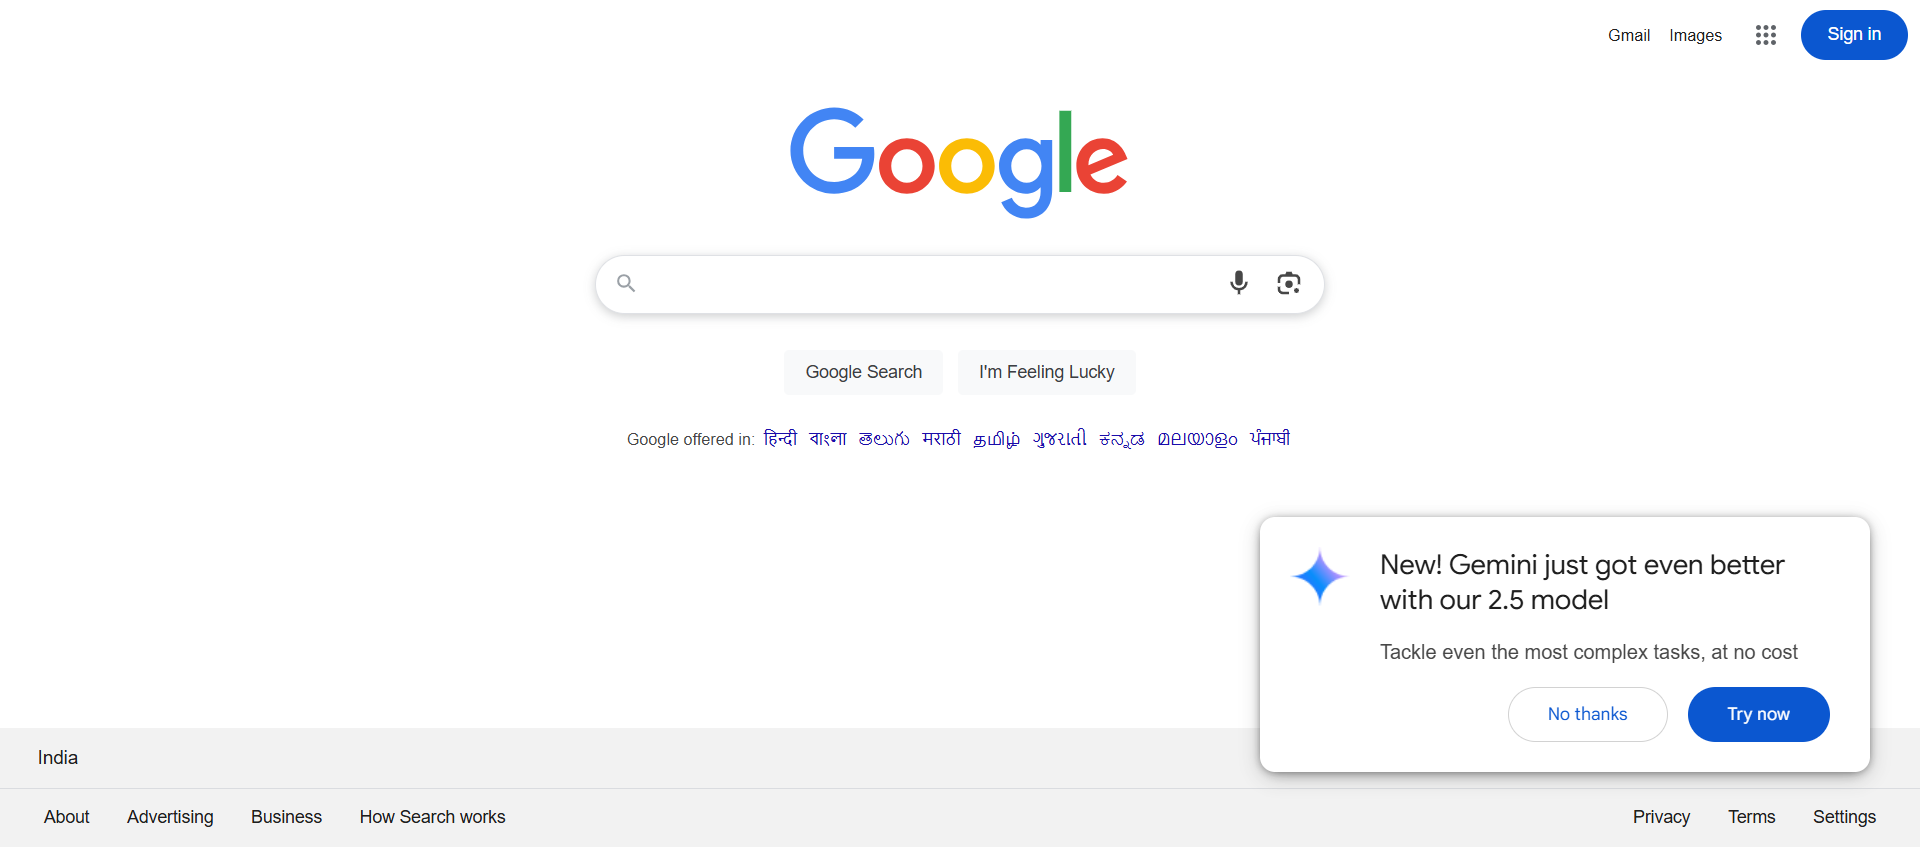 Gmail Images Sign in
Google
Google Search I'm Feeling Lucky
Google offered in: हिन्दी বাংলা తెలుగు मराठी தமிழ் ગુજરાતી ಕನ್ನಡ മലയാളം ਪੰਜਾਬੀ
New! Gemini just got even better
with our 2.5 model
Tackle even the most complex tasks, at no cost
No thanks Try now
India
About Advertising Business How Search works Privacy Terms Settings